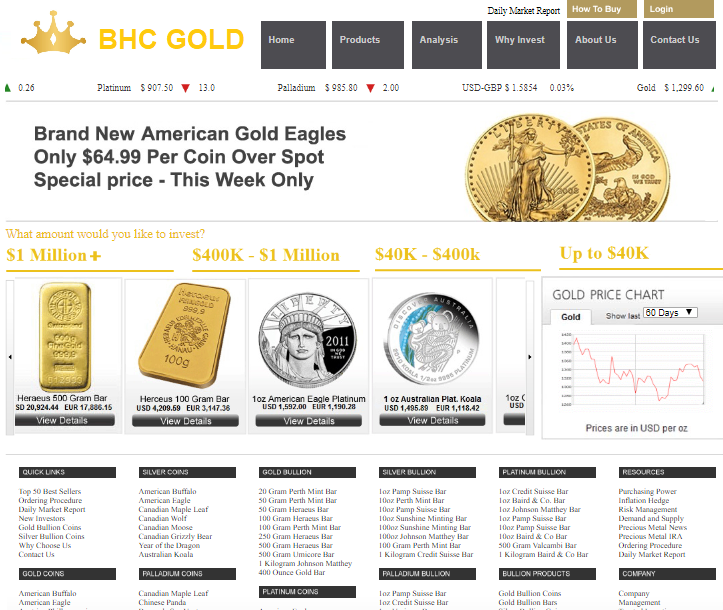 Daily Market Report
How To Buy
Login
BHC GOLD
Home
Products
Analysis
Why Invest
About Us
Contact Us
0.26 Platinum $ 907.50 13.0 Palladium $ 985.80 2.00 USD-GBP $ 1.5854 0.03% Gold $ 1,299.60
Brand New American Gold Eagles
Only $64.99 Per Coin Over Spot
Special price - This Week Only
What amount would you like to invest?
$1 Million+
$400K - $1 Million
$40K - $400k
Up to $40K
Heraeus 500 Gram Bar
SD 20,924.44 EUR 17,886.15
View Details
100g
Herceus 100 Gram Bar
USD 4,209.59 EUR 3,147.36
View Details
LIBERTY
2011
1oz American Eagle Platinum
USD 1,592.00 EUR 1,190.28
View Details
DISCOVER AUSTRALIA
1 oz Australian Plat. Koala
USD 1,495.89 EUR 1,118.42
View Details
1oz C
USD
GOLD PRICE CHART
Gold
Show last
60 Days
Prices are in USD per oz
QUICK LINKS
Top 50 Best Sellers
Ordering Procedure
Daily Market Report
New Investors
Gold Bullion Coins
Silver Bullion Coins
Why Choose Us
Contact Us
SILVER COINS
American Buffalo
American Eagle
Canadian Maple Leaf
Canadian Wolf
Canadian Moose
Canadian Grizzly Bear
Year of the Dragon
Australian Koala
GOLD BULLION
20 Gram Perth Mint Bar
50 Gram Perth Mint Bar
50 Gram Heraeus Bar
100 Gram Heraeus Bar
100 Gram Perth Mint Bar
250 Gram Heraeus Bar
500 Gram Heraeus Bar
500 Gram Umicore Bar
1 Kilogram Johnson Matthey
400 Ounce Gold Bar
SILVER BULLION
1oz Pamp Suisse Bar
5oz Pamp Suisse Bar
10oz Pamp Suisse Bar
10oz Sunshine Minting Bar
100oz Sunshine Minting Bar
100oz Johnson Matthey Bar
100 Gram Perth Mint Bar
1 Kilogram Credit Suisse Bar
PLATINUM BULLION
1oz Credit Suisse Bar
1oz Baird & Co. Bar
1oz Johnson Matthey Bar
1oz Pamp Suisse Bar
10oz Pamp Suisse Bar
10oz Baird & Co Bar
500 Gram Valcambi Bar
1 Kilogram Baird & Co Bar
RESOURCES
Purchasing Power
Inflation Hedge
Risk Management
Demand and Supply
Precious Metal News
Precious Metal IRA
Ordering Procedure
Daily Market Report
GOLD COINS
American Buffalo
American Eagle
PALLADIUM COINS
Canadian Maple Leaf
Chinese Panda
PLATINUM COINS
PALLADIUM BULLION
1oz Pamp Suisse Bar
1oz Credit Suisse Bar
BULLION PRODUCTS
Gold Bullion Coins
Gold Bullion Bars
COMPANY
Company
Management